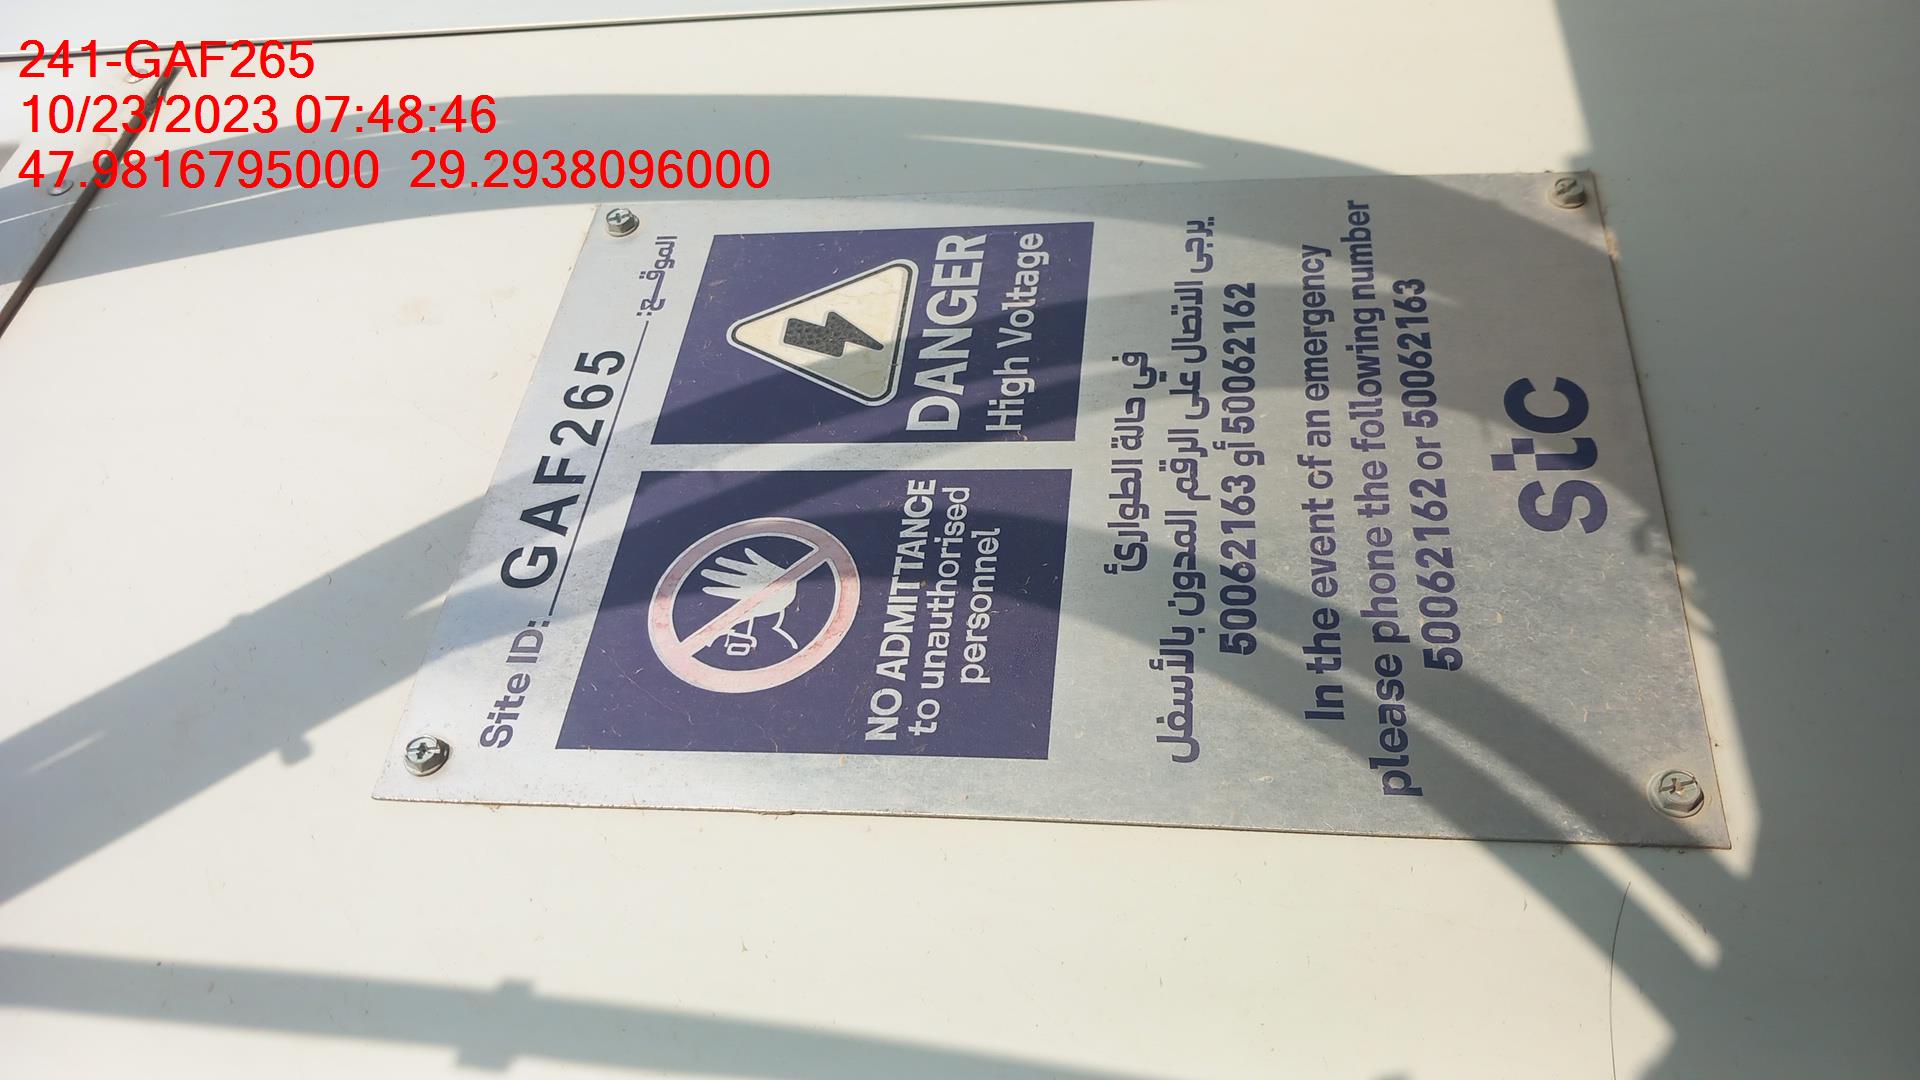 241-GAF265
10/23/2023 07:48:46
47.9816795000 29.2938096000
Site ID: GAF265 الموقع:
NO ADMITTANCE
to unauthorised
personnel
DANGER
High Voltage
في حالة الطوارئ
يرجى الاتصال على الرقم المدون بالأسفل
50062163 أو 50062162
In the event of an emergency
please phone the following number
50062162 or 50062163
stc